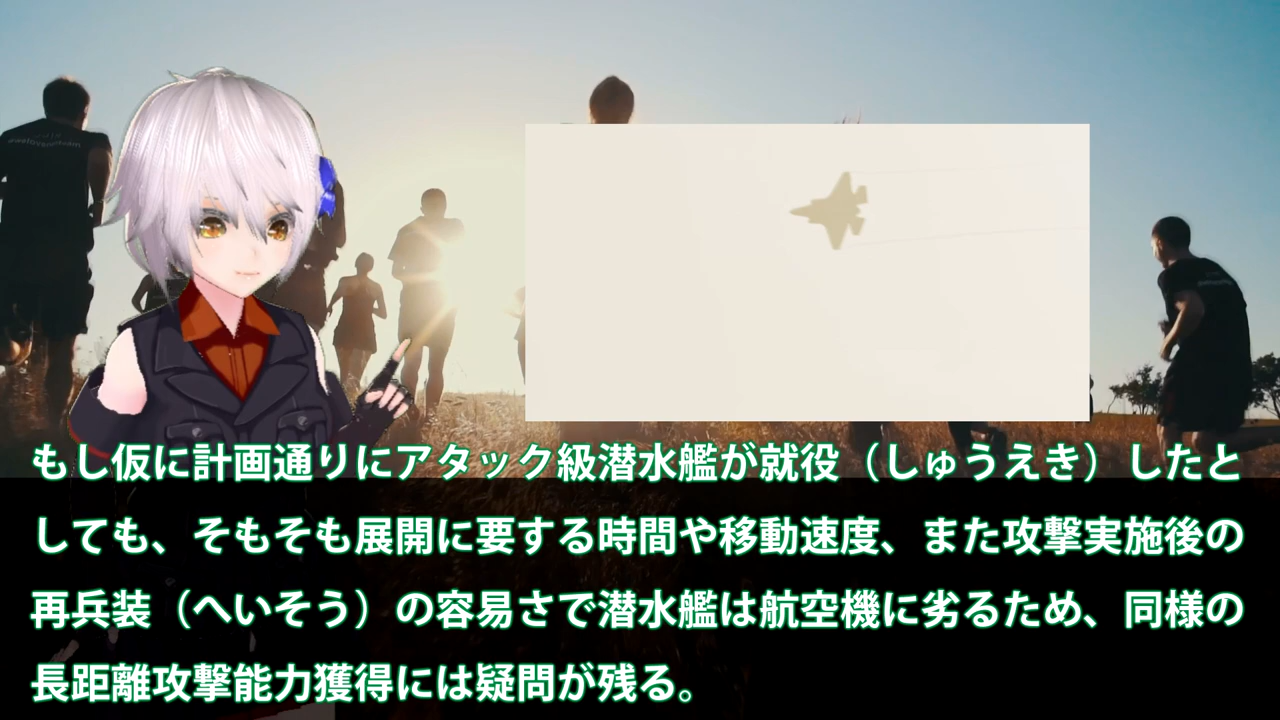 もし仮に計画通りにアタック級潜水艦が就役（しゅうえき）したと
しても、そもそも展開に要する時間や移動速度、また攻撃実施後の
再兵装（へいそう）の容易さで潜水艦は航空機に劣るため、同様の
長距離攻撃能力獲得には疑問が残る。